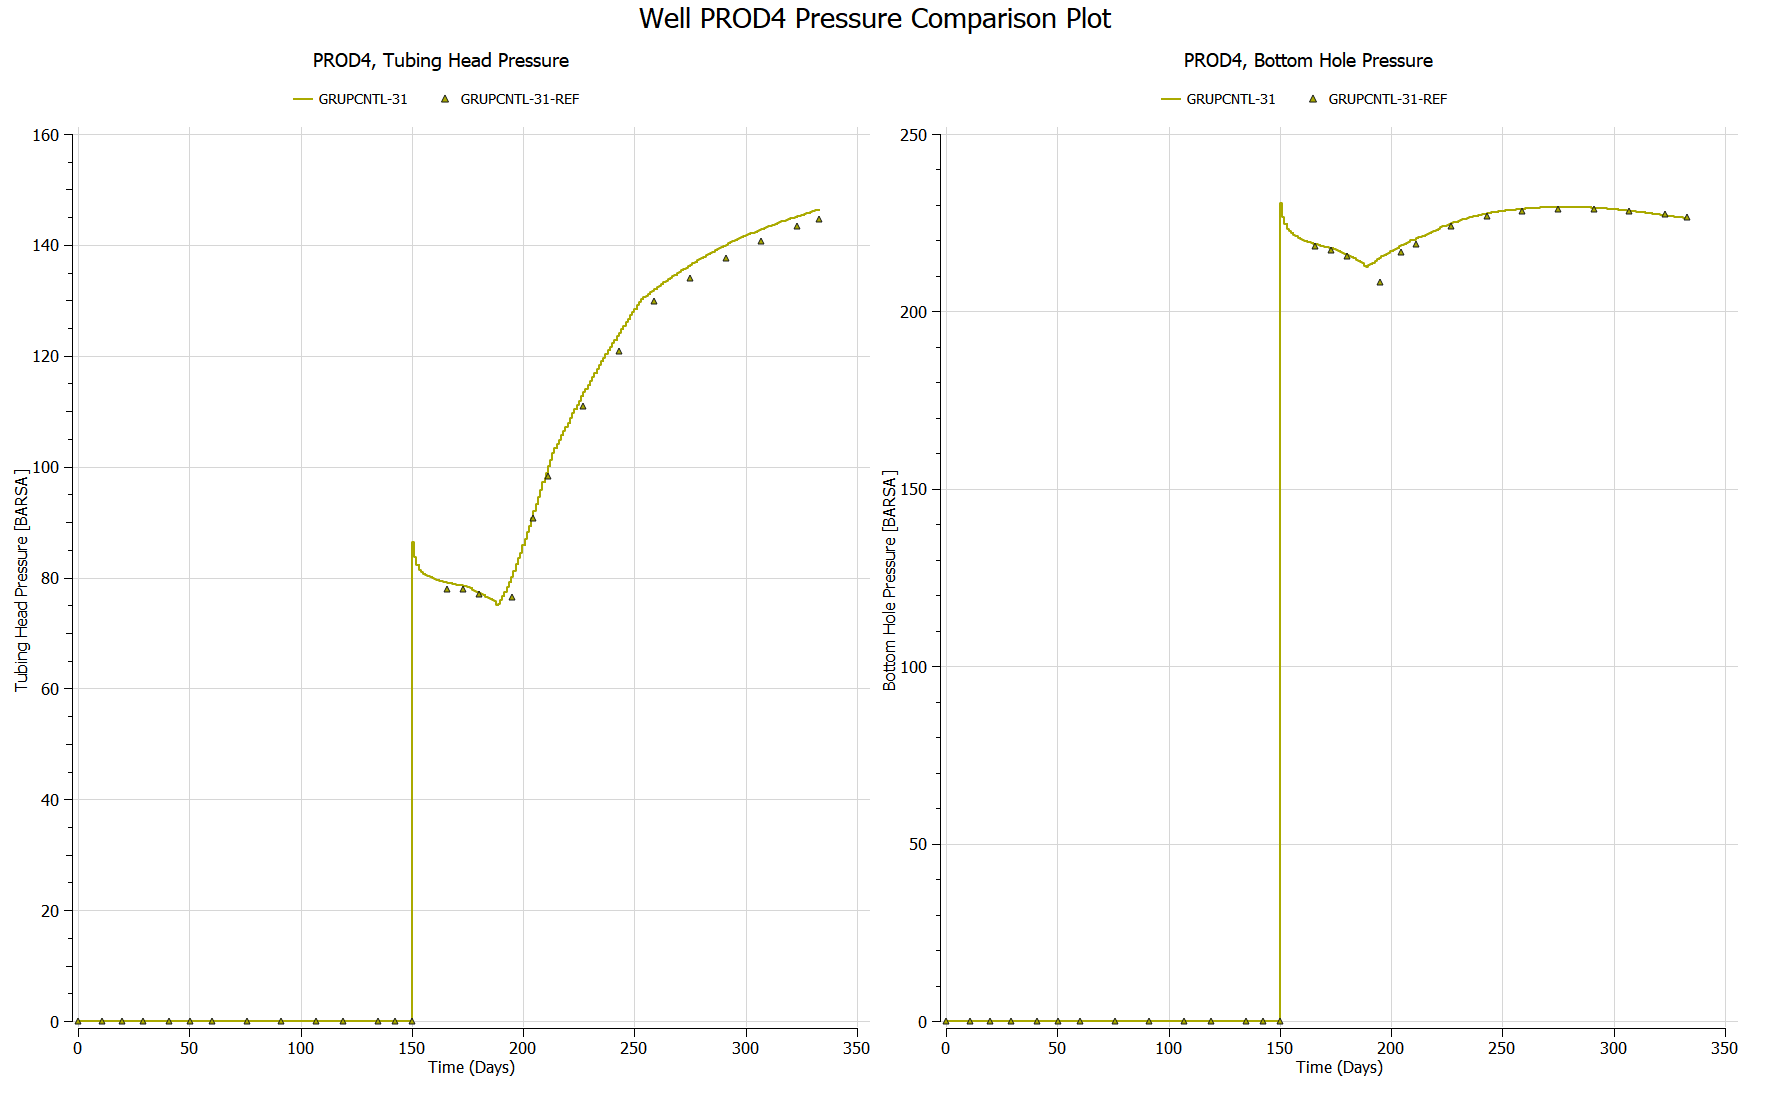 Well PROD4 Pressure Comparison Plot
PROD4, Tubing Head Pressure
GRUPCNTL-31 GRUPCNTL-31-REF
160
140
120
100
80
60
40
20
0
Tubing Head Pressure [BARSA]
0 50 100 150 200 250 300 350
Time (Days)
PROD4, Bottom Hole Pressure
GRUPCNTL-31 GRUPCNTL-31-REF
250
200
150
100
50
0
Bottom Hole Pressure [BARSA]
0 50 100 150 200 250 300 350
Time (Days)